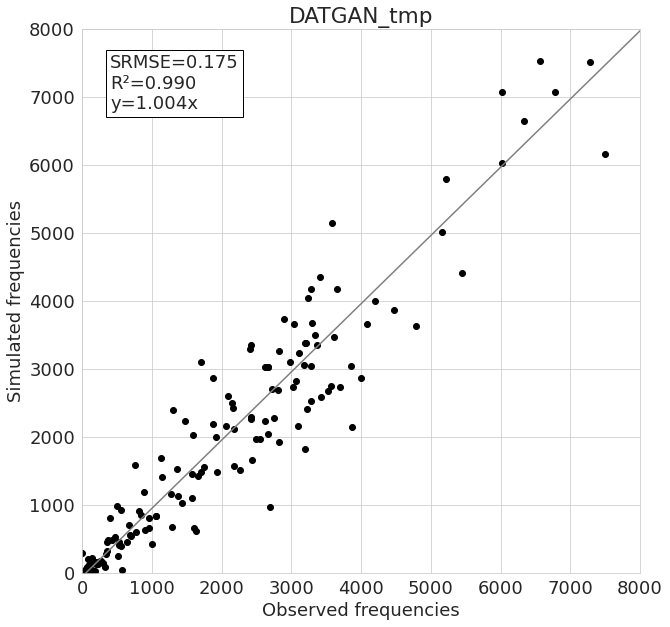 DATGAN_tmp
SRMSE=0.175
R²=0.990
y=1.004x
8000
7000
6000
5000
4000
3000
2000
1000
0
Simulated frequencies
0 1000 2000 3000 4000 5000 6000 7000 8000
Observed frequencies